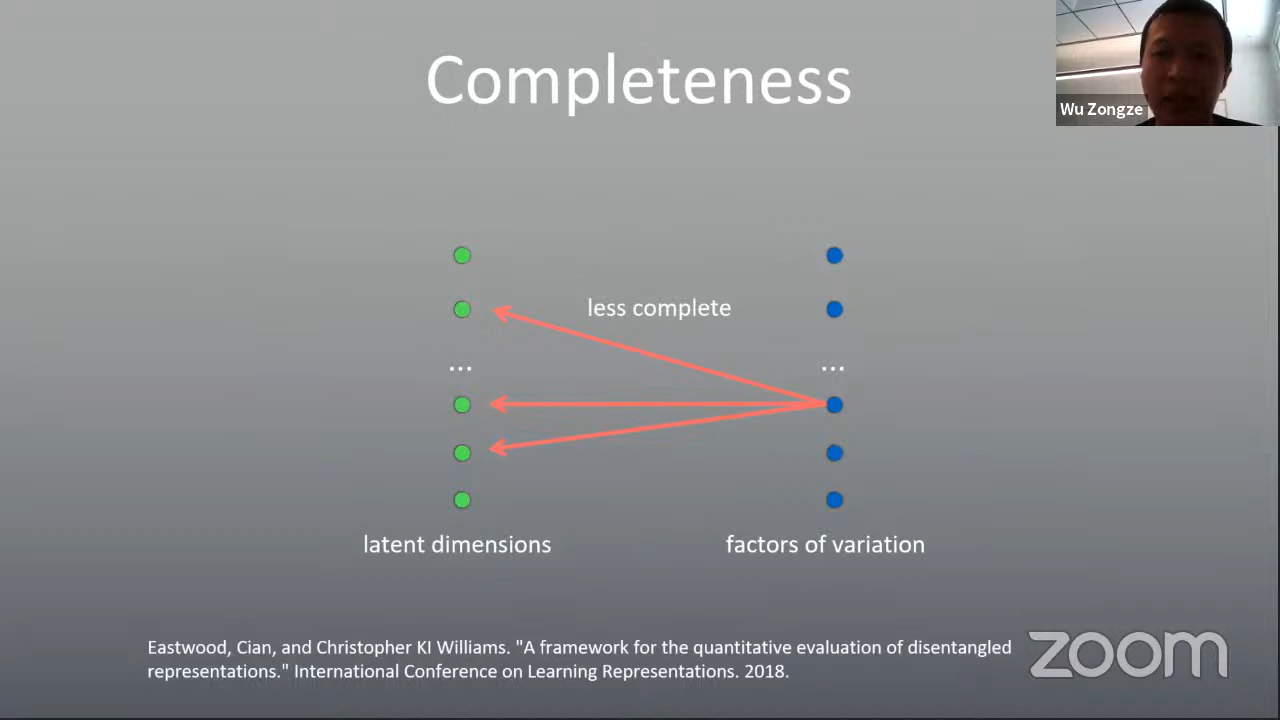 Completeness
Wu Zongze
less complete
... ...
latent dimensions
factors of variation
Eastwood, Cian, and Christopher KI Williams. "A framework for the quantitative evaluation of disentangled
representations." International Conference on Learning Representations. 2018.
zoom